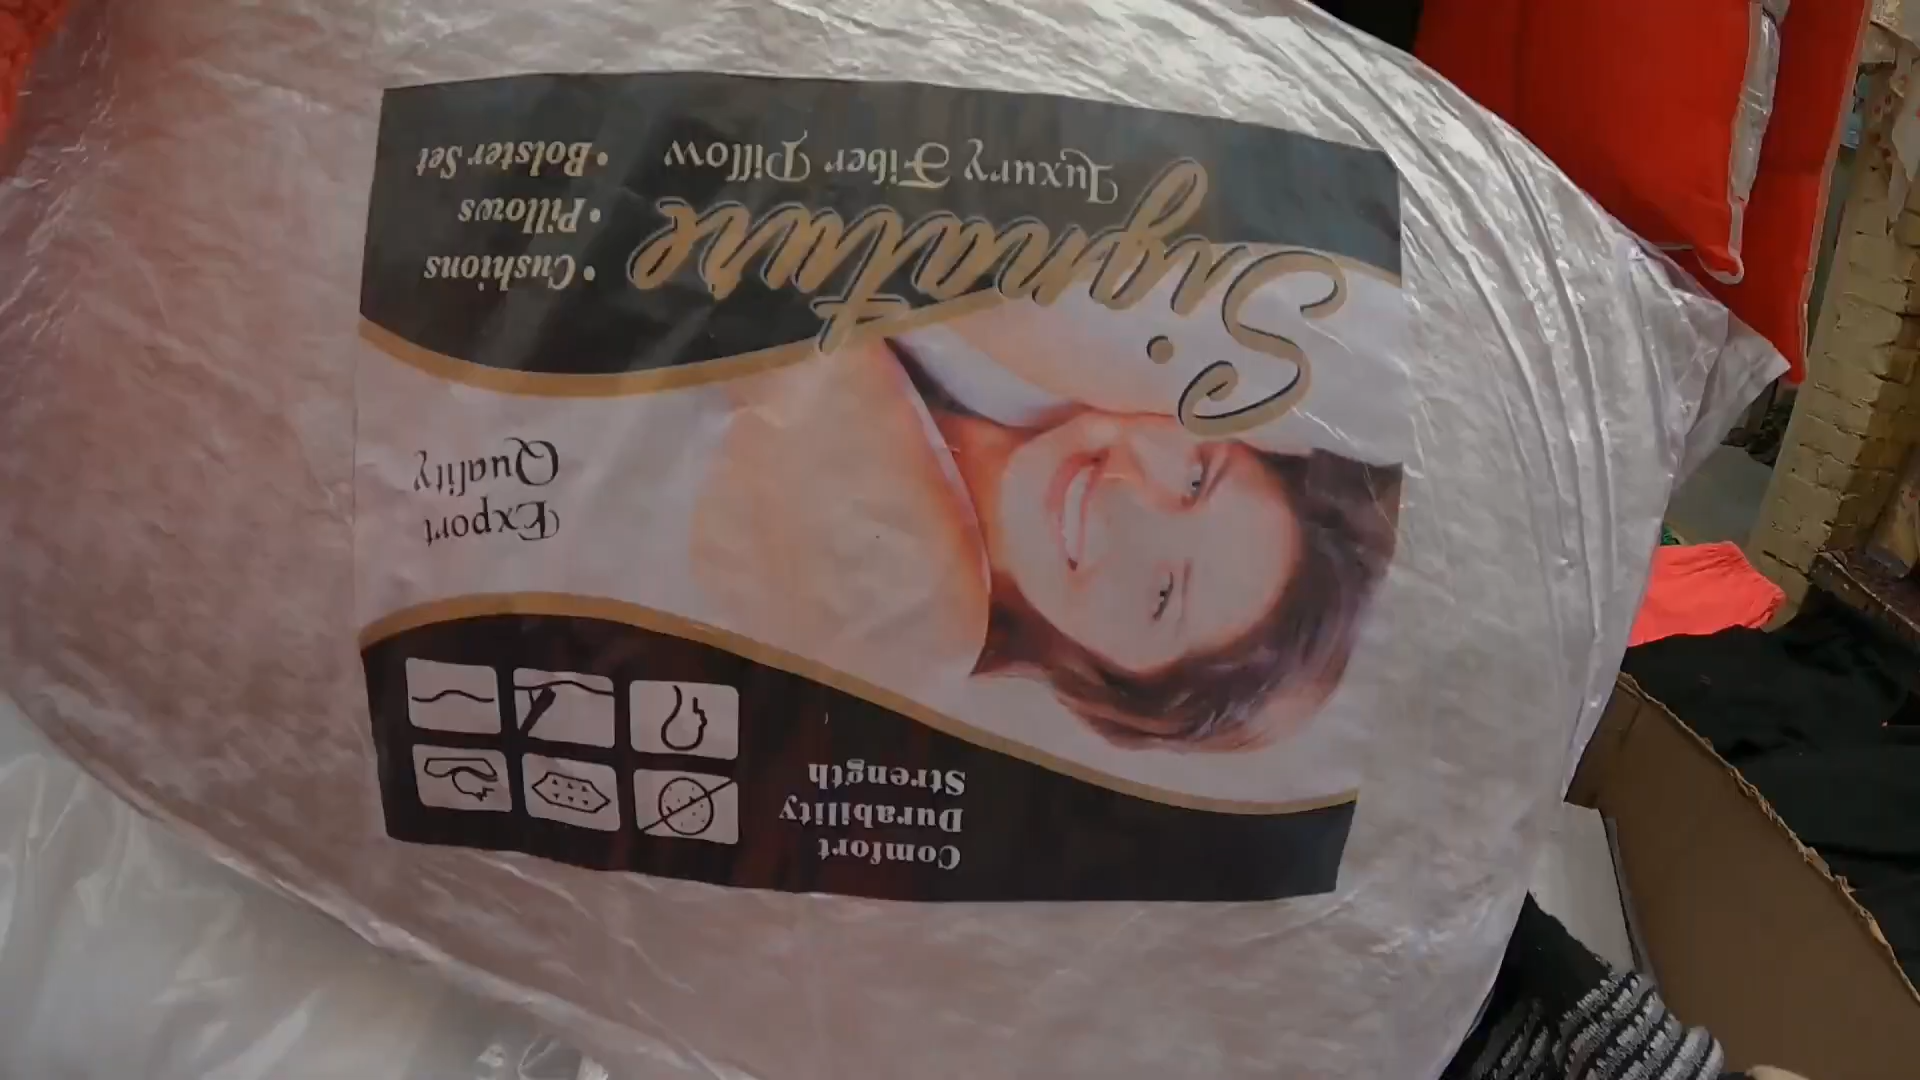 Comfort
Durability
Strength
Export
Quality
Signature
Luxury Fiber Pillow
• Cushions
• Pillows
• Bolster Set